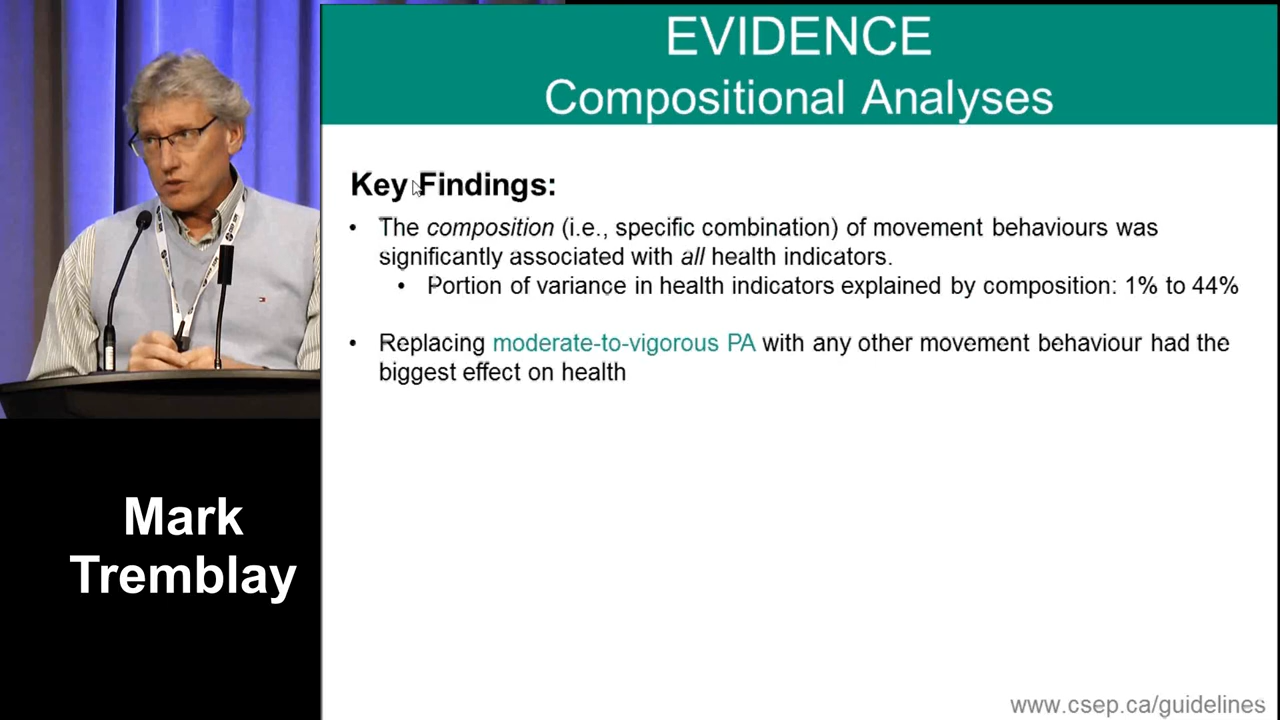 EVIDENCE
Compositional Analyses
Key Findings:
• The composition (i.e., specific combination) of movement behaviours was
significantly associated with all health indicators.
• Portion of variance in health indicators explained by composition: 1% to 44%
• Replacing moderate-to-vigorous PA with any other movement behaviour had the
biggest effect on health
Mark
Tremblay
www.csep.ca/guidelines